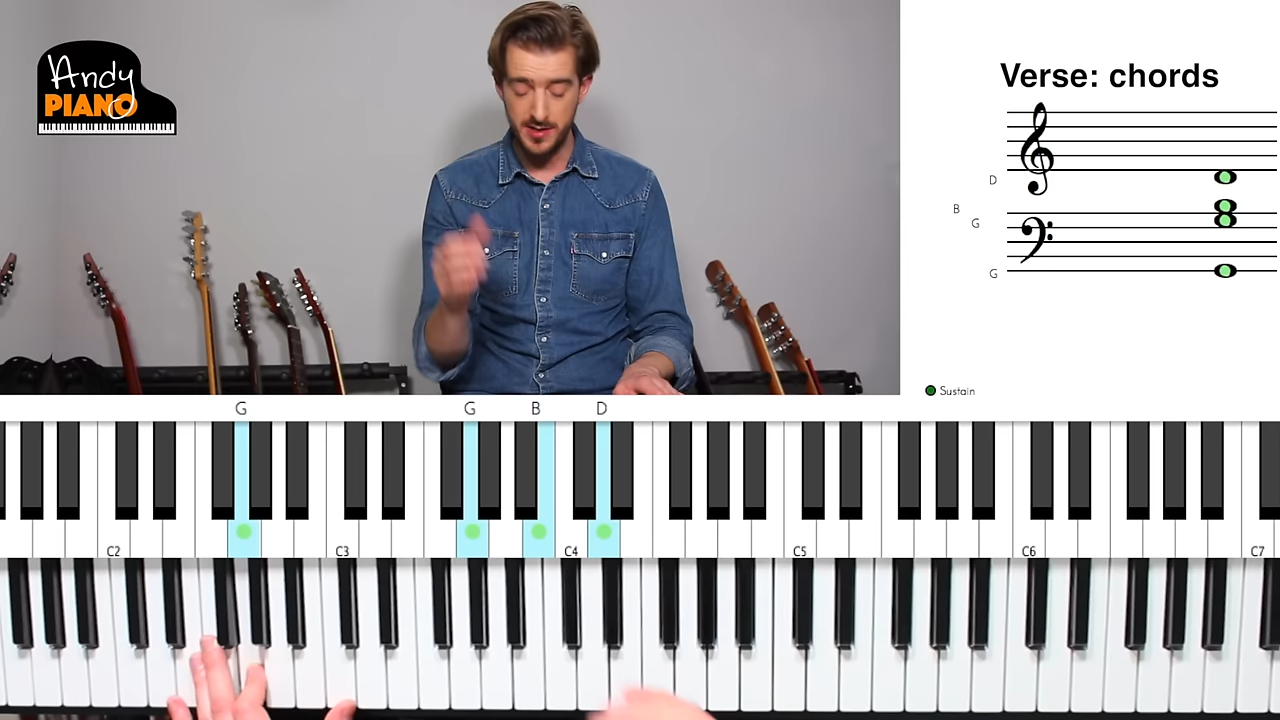 Andy
PIANO
Verse: chords
D
B
G
G
Sustain
G G B D
C2 C3 C4 C5 C6 C7